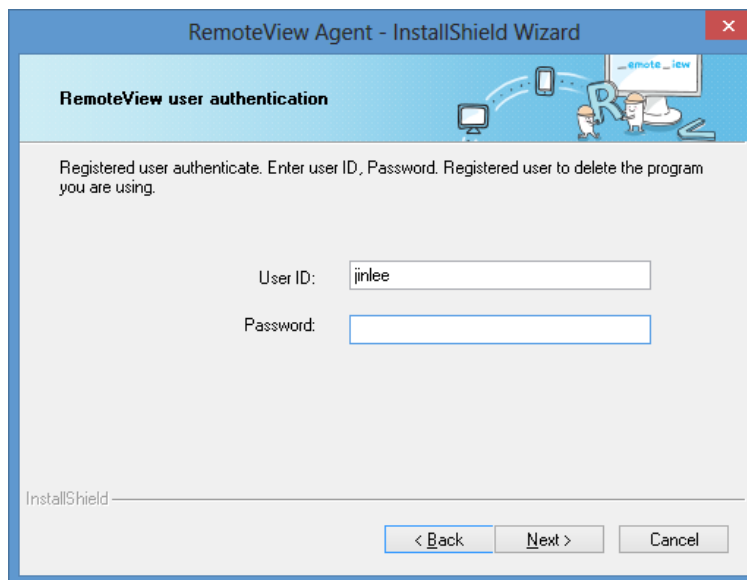 RemoteView Agent - InstallShield Wizard
_emote_iew
R
V
RemoteView user authentication
Registered user authenticate. Enter user ID, Password. Registered user to delete the program
you are using.
User ID: jinlee
Password:
InstallShield
< Back Next > Cancel